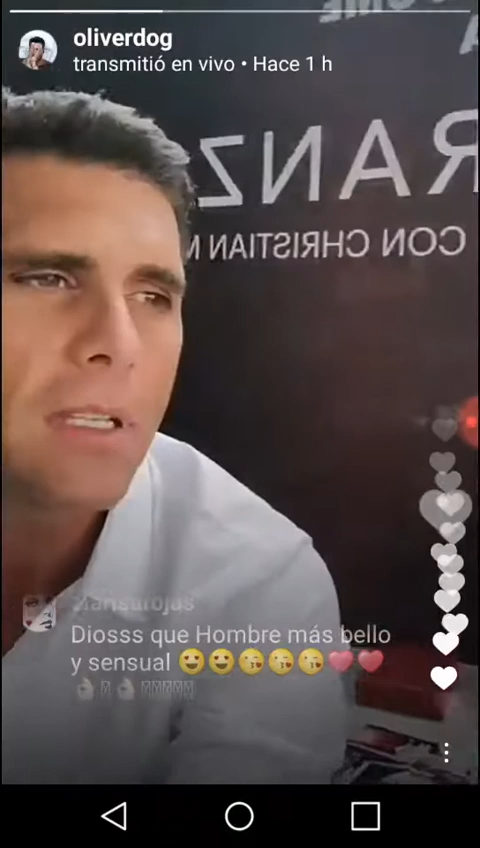 oliverdog
transmitió en vivo • Hace 1 h
RANZ
CON CHRISTIAN
Diosss que Hombre más bello
y sensual 😍😍😘😘😘❤❤
👌👌